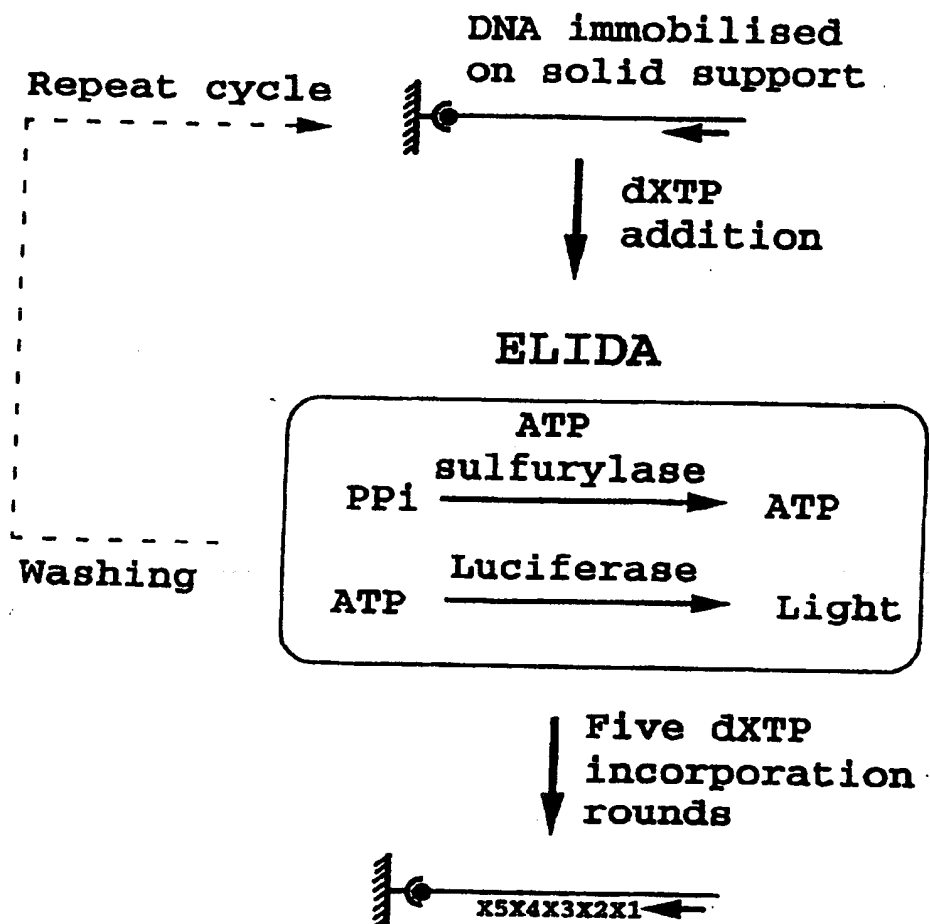 DNA immobilised
on solid support
Repeat cycle
dXTP
addition
ELIDA
ATP
sulfurylase
PPi
ATP
Washing
Luciferase
ATP
Light
Five dXTP
incorporation
rounds
X5X4X3X2X1